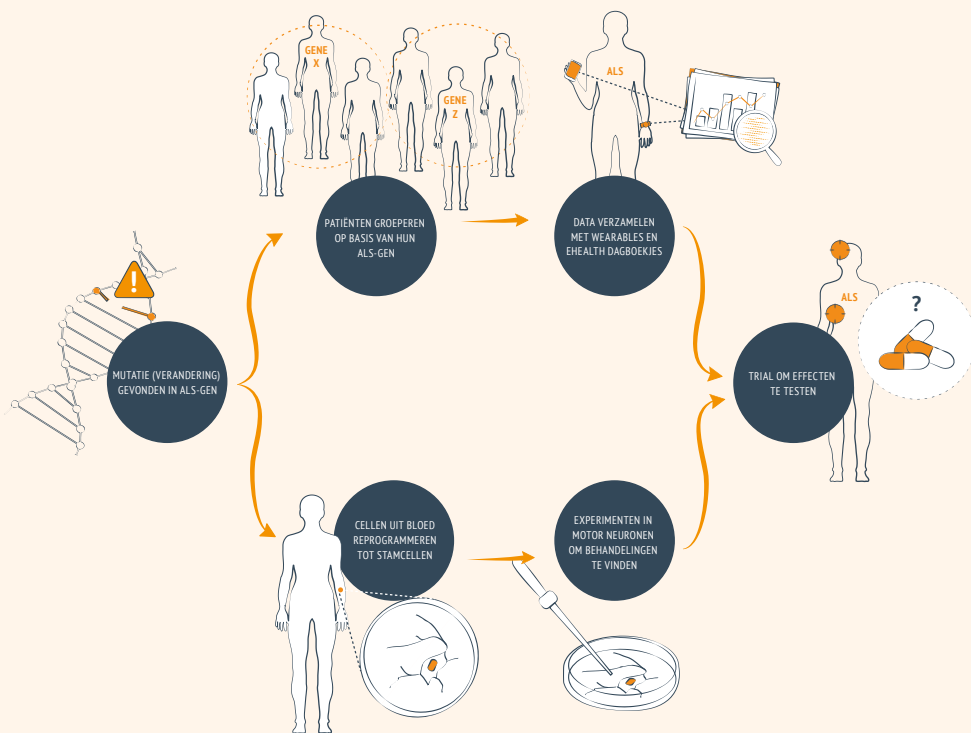 GENE
X
GENE
Z
ALS
PATIËNTEN GROEPEREN
OP BASIS VAN HUN
ALS-GEN
DATA VERZAMELEN
MET WEARABLES EN
EHEALTH DAGBOEKJES
!
MUTATIE (VERANDERING)
GEVONDEN IN ALS-GEN
ALS
?
TRIAL OM EFFECTEN
TE TESTEN
CELLEN UIT BLOED
REPROGRAMMEREN
TOT STAMCELLEN
EXPERIMENTEN IN
MOTOR NEURONEN
OM BEHANDELINGEN
TE VINDEN